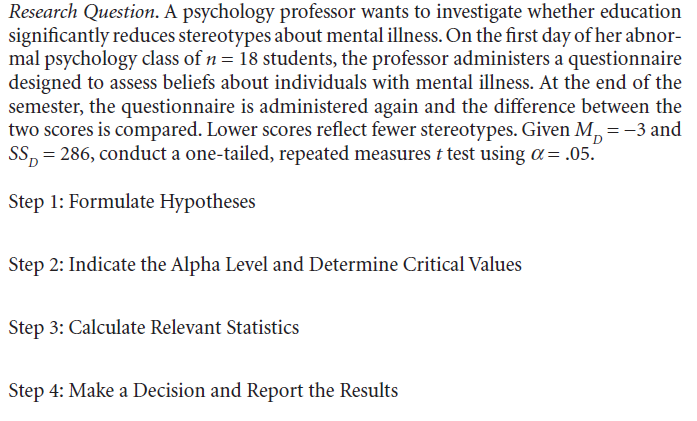 Research Question. A psychology professor wants to investigate whether education
significantly reduces stereotypes about mental illness. On the first day of her abnor-
mal psychology class of n = 18 students, the professor administers a questionnaire
designed to assess beliefs about individuals with mental illness. At the end of the
semester, the questionnaire is administered again and the difference between the
two scores is compared. Lower scores reflect fewer stereotypes. Given M_D = −3 and
SS_D = 286, conduct a one-tailed, repeated measures t test using α = .05.
Step 1: Formulate Hypotheses
Step 2: Indicate the Alpha Level and Determine Critical Values
Step 3: Calculate Relevant Statistics
Step 4: Make a Decision and Report the Results